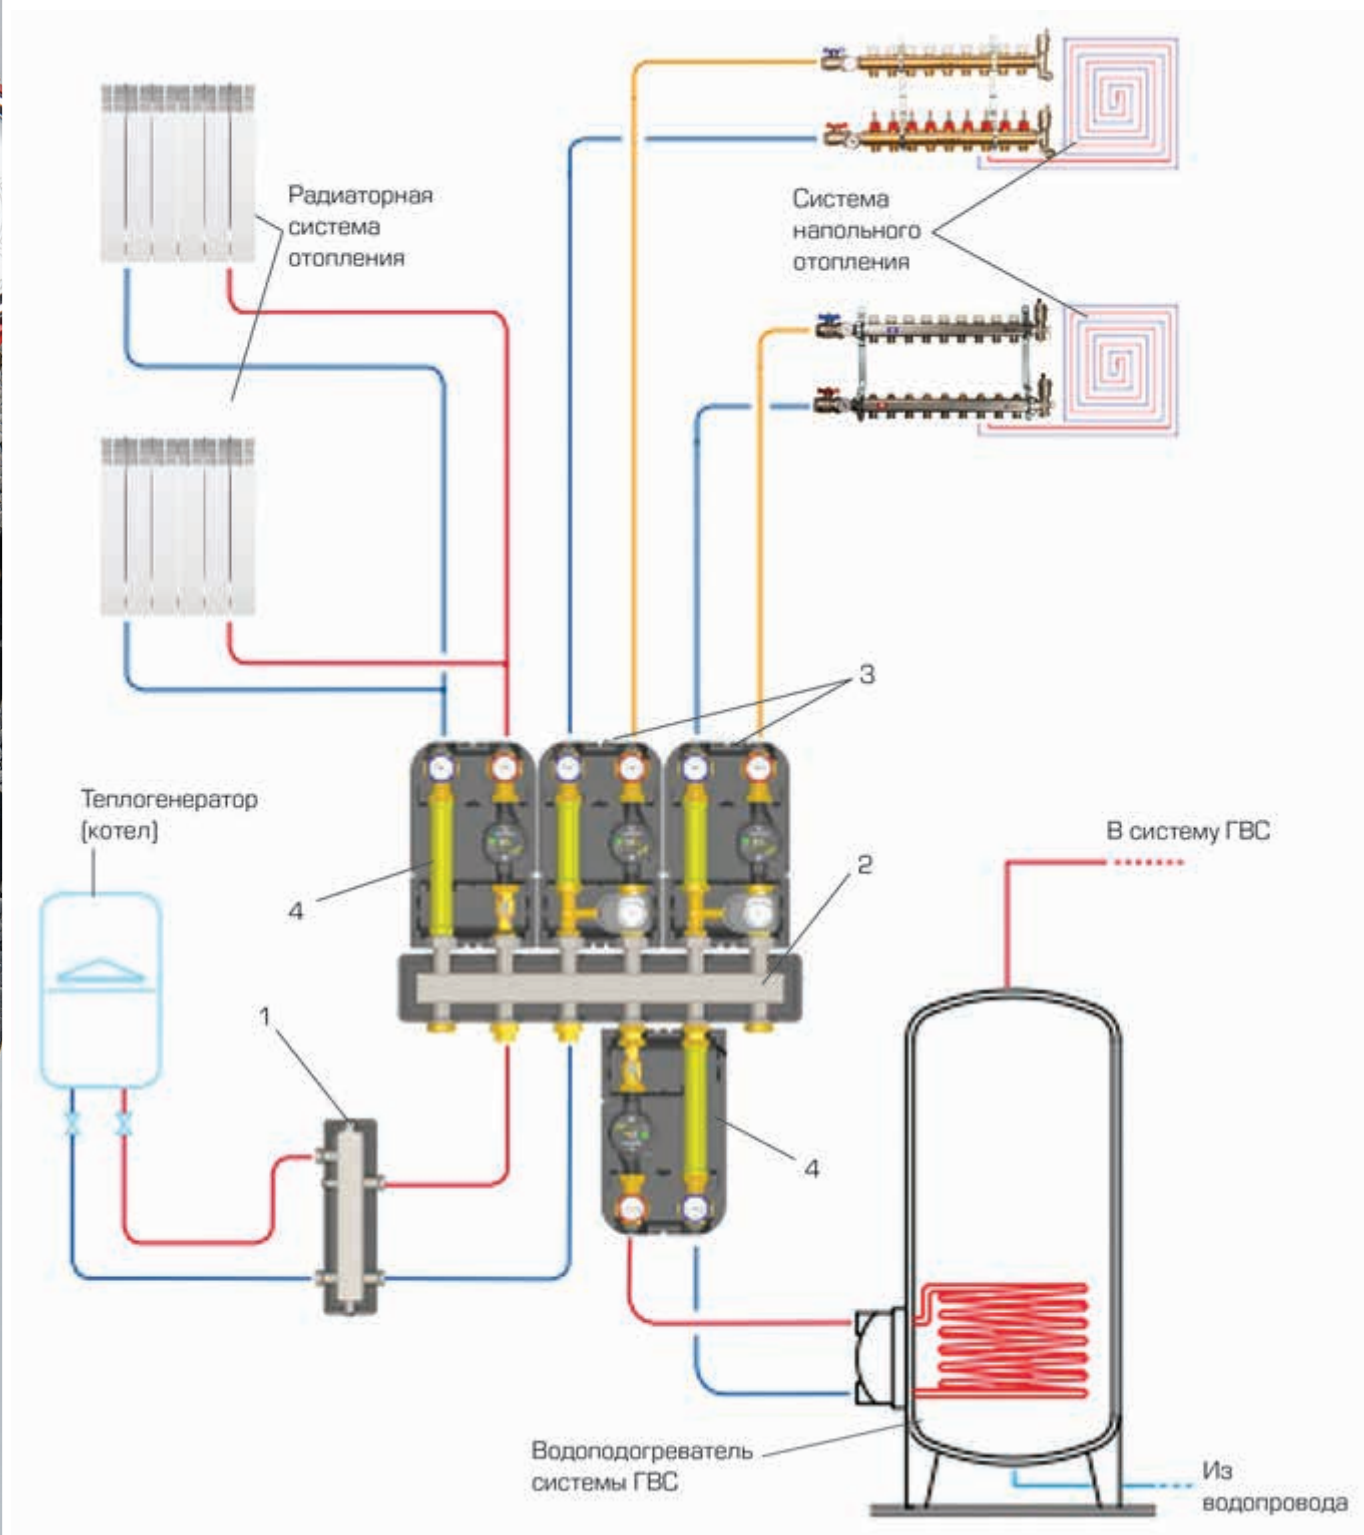 Радиаторная
система
отопления
Система
напольного
отопления
3
Теплогенератор
(котел)
В систему ГВС
4
2
1
4
Водоподогреватель
системы ГВС
Из
водопровода